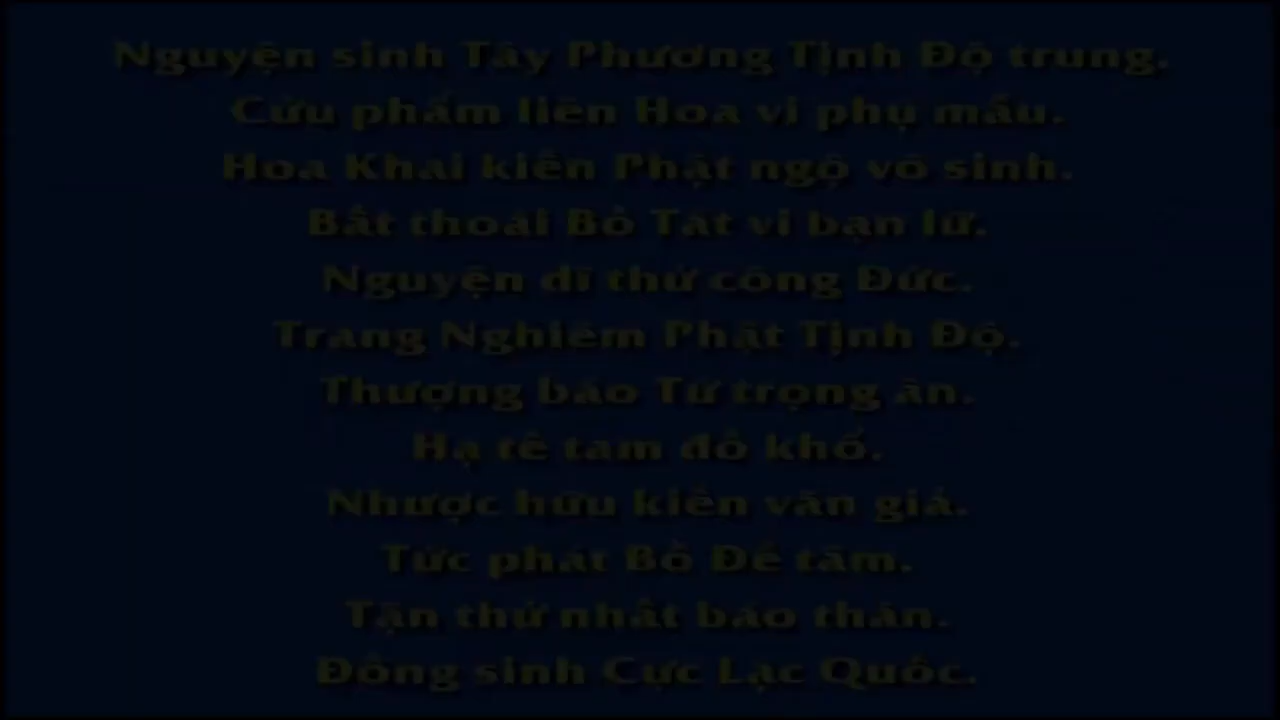 Nguyện sinh Tây Phương Tịnh Độ trung.
Cửu phẩm liên Hoa vi phụ mẫu.
Hoa Khai kiến Phật ngộ vô sinh.
Bất thoái Bồ Tát vi bạn lữ.
Nguyện dĩ thử công Đức.
Trang Nghiêm Phật Tịnh Độ.
Thượng báo Tứ trọng ân.
Hạ tế tam đồ khổ.
Nhược hữu kiến văn giả.
Tức phát Bồ Đề tâm.
Tận thử nhất báo thân.
Đồng sinh Cực Lạc Quốc.